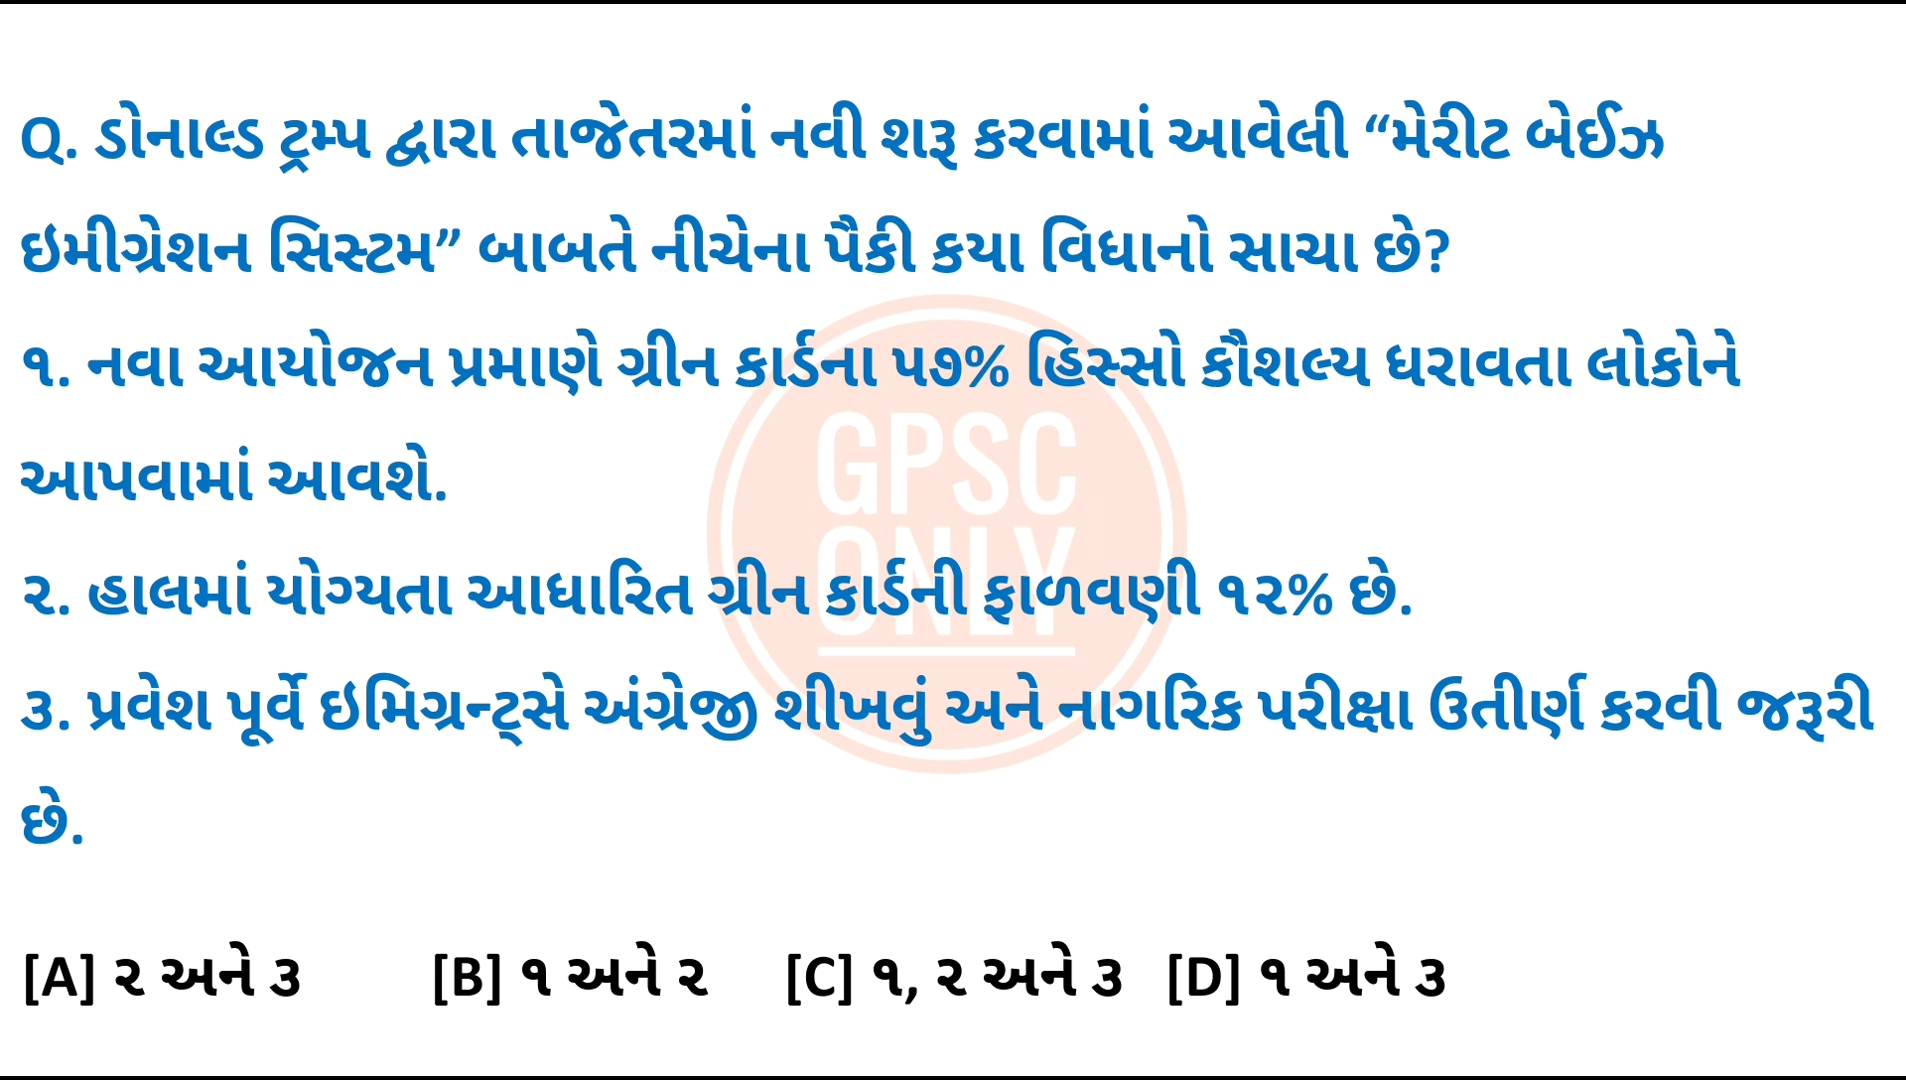 Q. ડોનાલ્ડ ટ્રમ્પ દ્વારા તાજેતરમાં નવી શરૂ કરવામાં આવેલી “મેરીટ બેઈઝ
ઇમીગ્રેશન સિસ્ટમ” બાબતે નીચેના પૈકી કયા વિધાનો સાચા છે?
૧. નવા આયોજન પ્રમાણે ગ્રીન કાર્ડના ૫૭% હિસ્સો કૌશલ્ય ધરાવતા લોકોને
આપવામાં આવશે.
GPSC
ONLY
૨. હાલમાં યોગ્યતા આધારિત ગ્રીન કાર્ડની ફાળવણી ૧૨% છે.
૩. પ્રવેશ પૂર્વે ઇમિગ્રન્ટ્સે અંગ્રેજી શીખવું અને નાગરિક પરીક્ષા ઉતીર્ણ કરવી જરૂરી
છે.
[A] ૨ અને ૩ [B] ૧ અને ૨ [C] ૧, ૨ અને ૩ [D] ૧ અને ૩